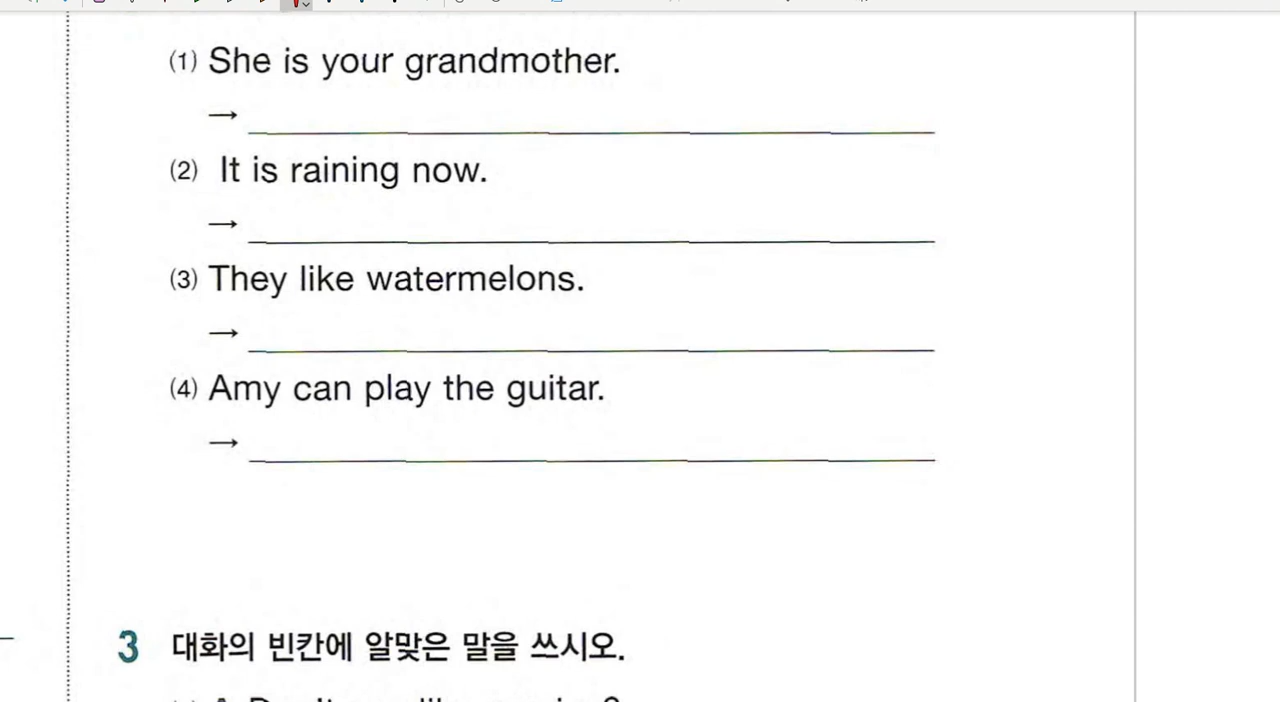 (1) She is your grandmother.
→
(2) It is raining now.
→
(3) They like watermelons.
→
(4) Amy can play the guitar.
→
3 대화의 빈칸에 알맞은 말을 쓰시오.